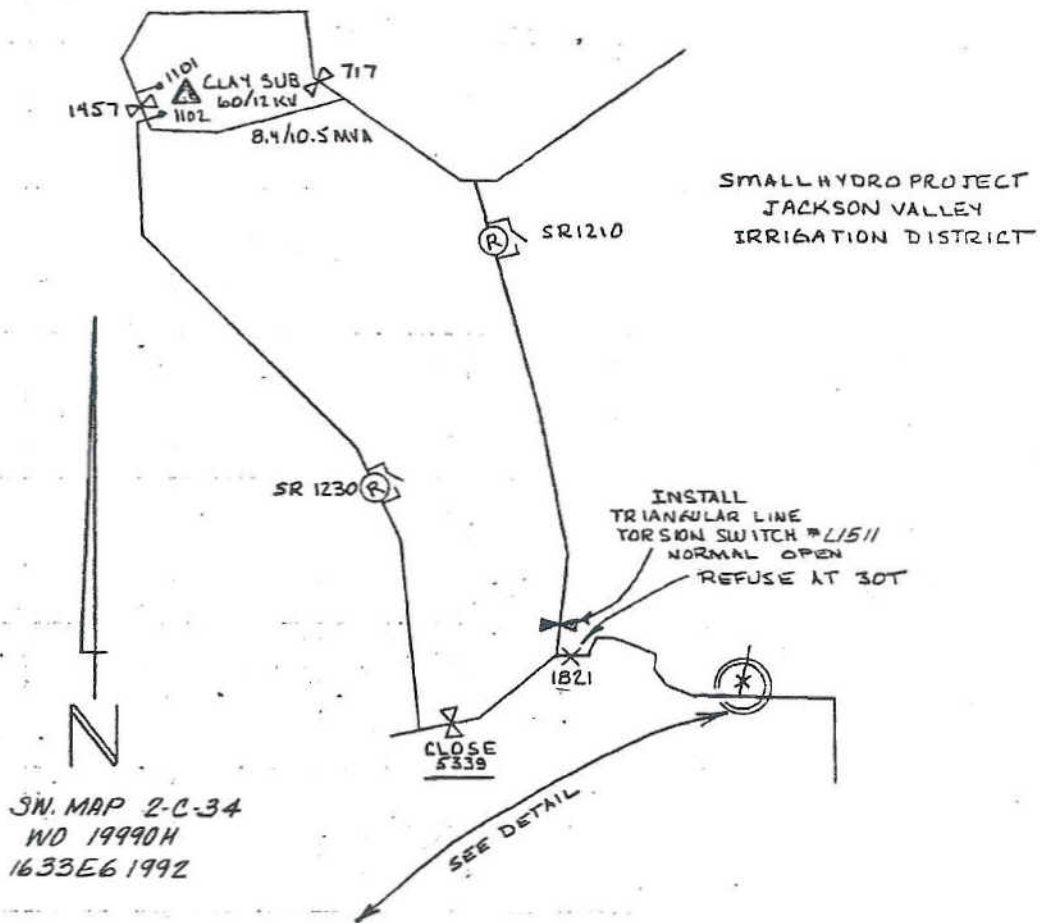 1101
CLAY SUB
60/12 KV
717
1457
1102
8.4/10.5 MVA
SMALL HYDRO PROJECT
JACKSON VALLEY
IRRIGATION DISTRICT
R
SR1210
SR 1230
R
INSTALL
TRIANGULAR LINE
TORSION SWITCH #L1511
NORMAL OPEN
REFUSE AT 30T
1821
CLOSE
5339
N
SEE DETAIL
SW. MAP 2-C-34
WO 19990H
1633E6 1992